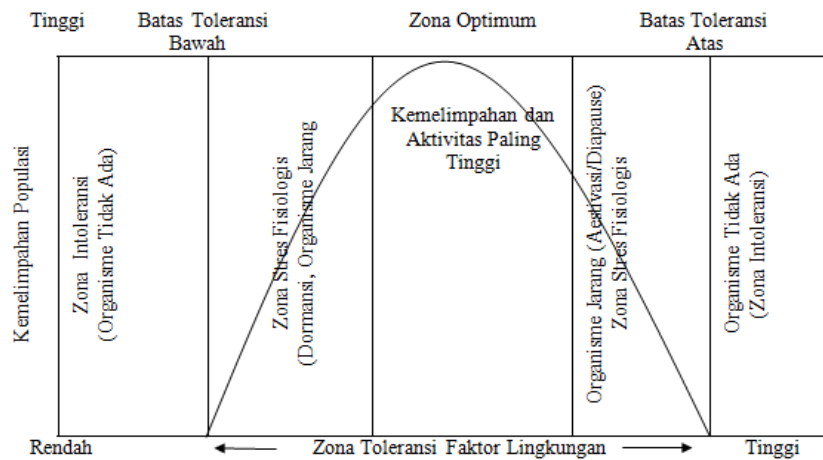 Tinggi
Batas Toleransi
Bawah
Zona Optimum
Batas Toleransi
Atas
Kemelimpahan Populasi
Zona Intoleransi
(Organisme Tidak Ada)
Zona Stres Fisiologis
(Dormansi, Organisme Jarang
Kemelimpahan dan
Aktivitas Paling
Tinggi
Organisme Jarang (Aestivasi/Diapause)
Zona Stres Fisiologis
Organisme Tidak Ada
(Zona Intoleransi)
Rendah
Zona Toleransi Faktor Lingkungan
Tinggi